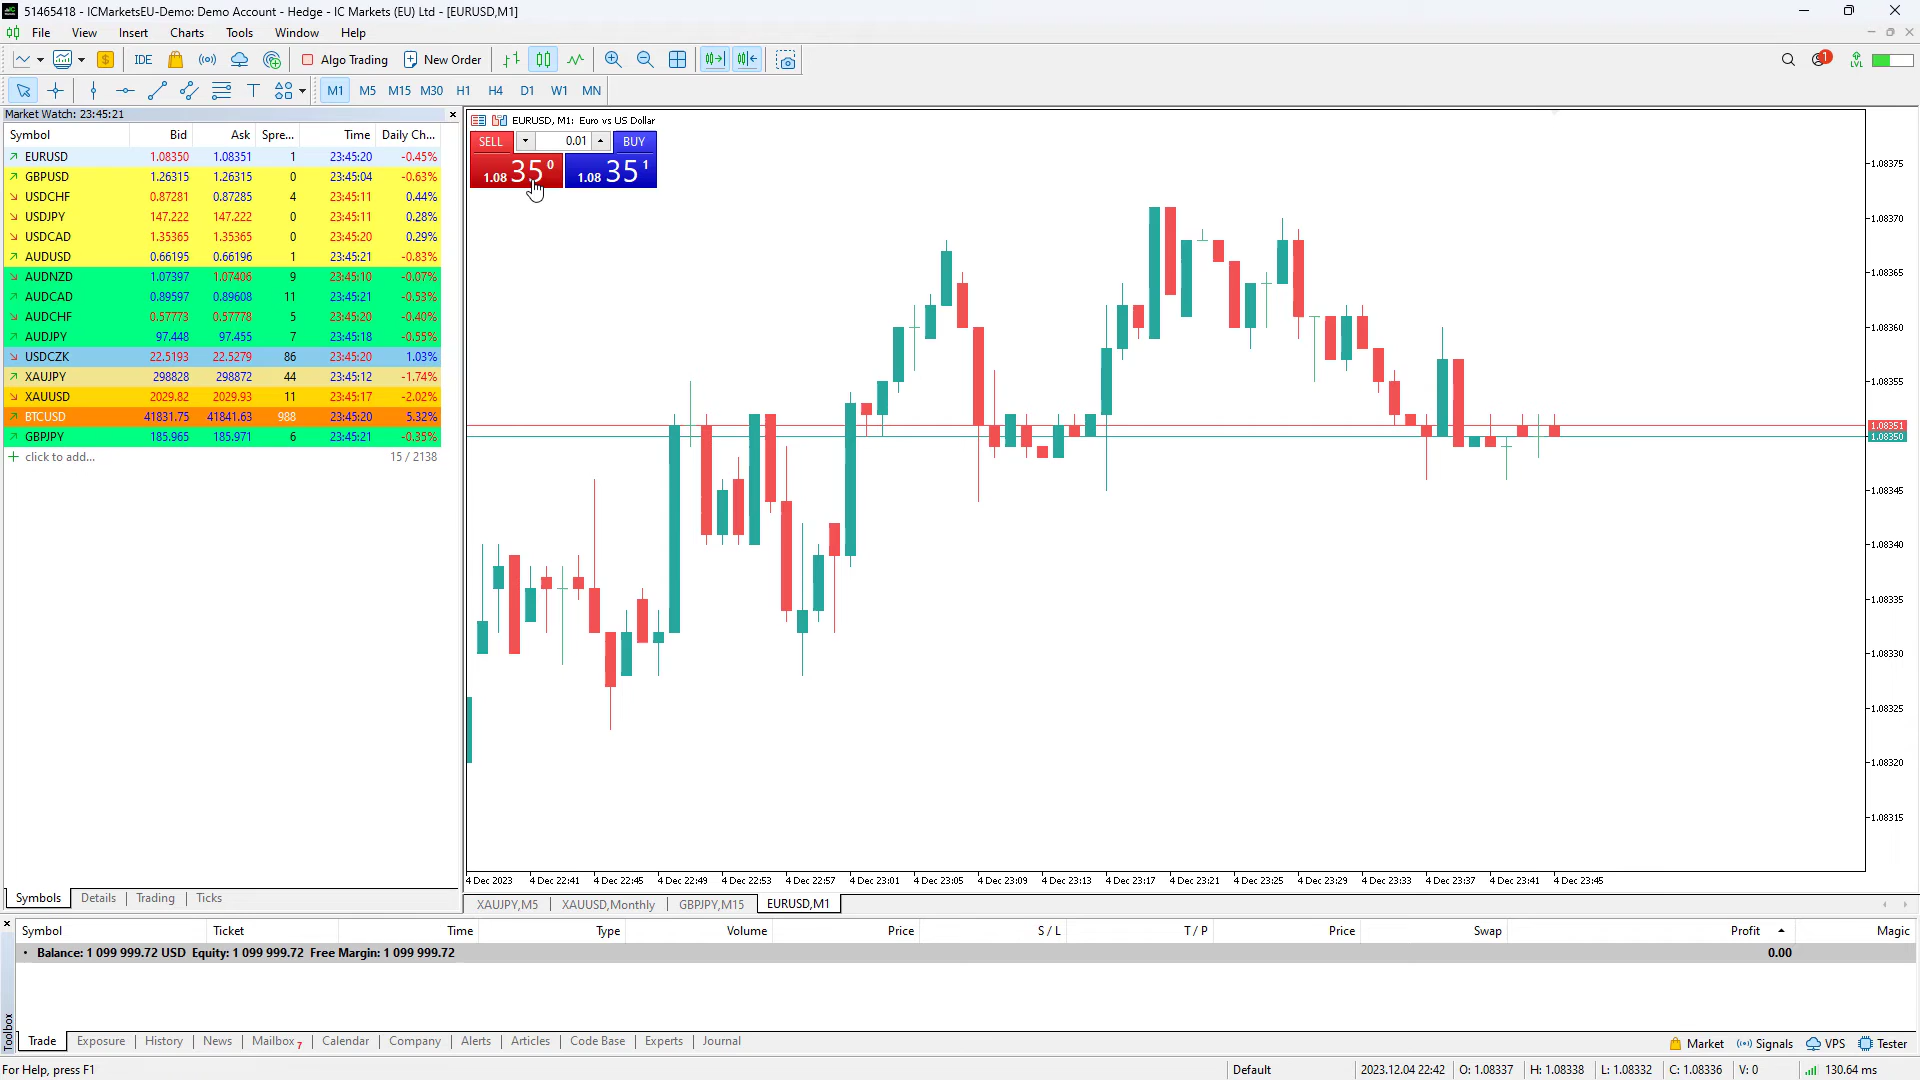 51465418 - ICMarketsEU-Demo: Demo Account - Hedge - IC Markets (EU) Ltd - [EURUSD,M1]
File View Insert Charts Tools Window Help
IDE Algo Trading New Order 1 LVL
T M1 M5 M15 M30 H1 H4 D1 W1 MN
Market Watch: 23:45:21
Symbol Bid Ask Spre... Time Daily Ch...
EURUSD 1.08350 1.08351 1 23:45:20 -0.45%
GBPUSD 1.26315 1.26315 0 23:45:04 -0.63%
USDCHF 0.87281 0.87285 4 23:45:11 0.44%
USDJPY 147.222 147.222 0 23:45:11 0.28%
USDCAD 1.35365 1.35365 0 23:45:20 0.29%
AUDUSD 0.66195 0.66196 1 23:45:21 -0.83%
AUDNZD 1.07397 1.07406 9 23:45:10 -0.07%
AUDCAD 0.89597 0.89608 11 23:45:21 -0.53%
AUDCHF 0.57773 0.57778 5 23:45:20 -0.40%
AUDJPY 97.448 97.455 7 23:45:18 -0.55%
USDCZK 22.5193 22.5279 86 23:45:20 1.03%
XAUJPY 298828 298872 44 23:45:12 -1.74%
XAUUSD 2029.82 2029.93 11 23:45:17 -2.02%
BTCUSD 41831.75 41841.63 988 23:45:20 5.32%
GBPJPY 185.965 185.971 6 23:45:21 -0.35%
click to add... 15 / 2138
Symbols Details Trading Ticks
EURUSD, M1: Euro vs US Dollar
SELL 0.01 BUY
1.08 35 0 1.08 35 1
1.08375
1.08370
1.08365
1.08360
1.08355
1.08351
1.08350
1.08345
1.08340
1.08335
1.08330
1.08325
1.08320
1.08315
4 Dec 2023 4 Dec 22:41 4 Dec 22:45 4 Dec 22:49 4 Dec 22:53 4 Dec 22:57 4 Dec 23:01 4 Dec 23:05 4 Dec 23:09 4 Dec 23:13 4 Dec 23:17 4 Dec 23:21 4 Dec 23:25 4 Dec 23:29 4 Dec 23:33 4 Dec 23:37 4 Dec 23:41 4 Dec 23:45
XAUJPY,M5 XAUUSD,Monthly GBPJPY,M15 EURUSD,M1
Symbol Ticket Time Type Volume Price S / L T / P Price Swap Profit Magic
Balance: 1 099 999.72 USD Equity: 1 099 999.72 Free Margin: 1 099 999.72 0.00
Toolbox
Trade Exposure History News Mailbox 7 Calendar Company Alerts Articles Code Base Experts Journal
Market Signals VPS Tester
For Help, press F1 Default 2023.12.04 22:42 O: 1.08337 H: 1.08338 L: 1.08332 C: 1.08336 V: 0 130.64 ms